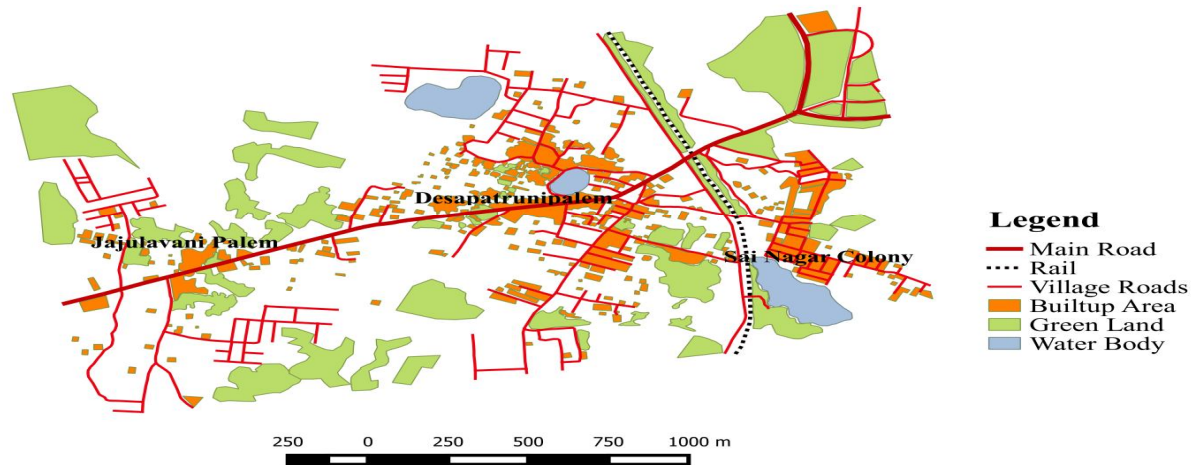 Desapatrunipalem
Jajulavani Palem
Sai Nagar Colony
Legend
Main Road
Rail
Village Roads
Builtup Area
Green Land
Water Body
250 0 250 500 750 1000 m